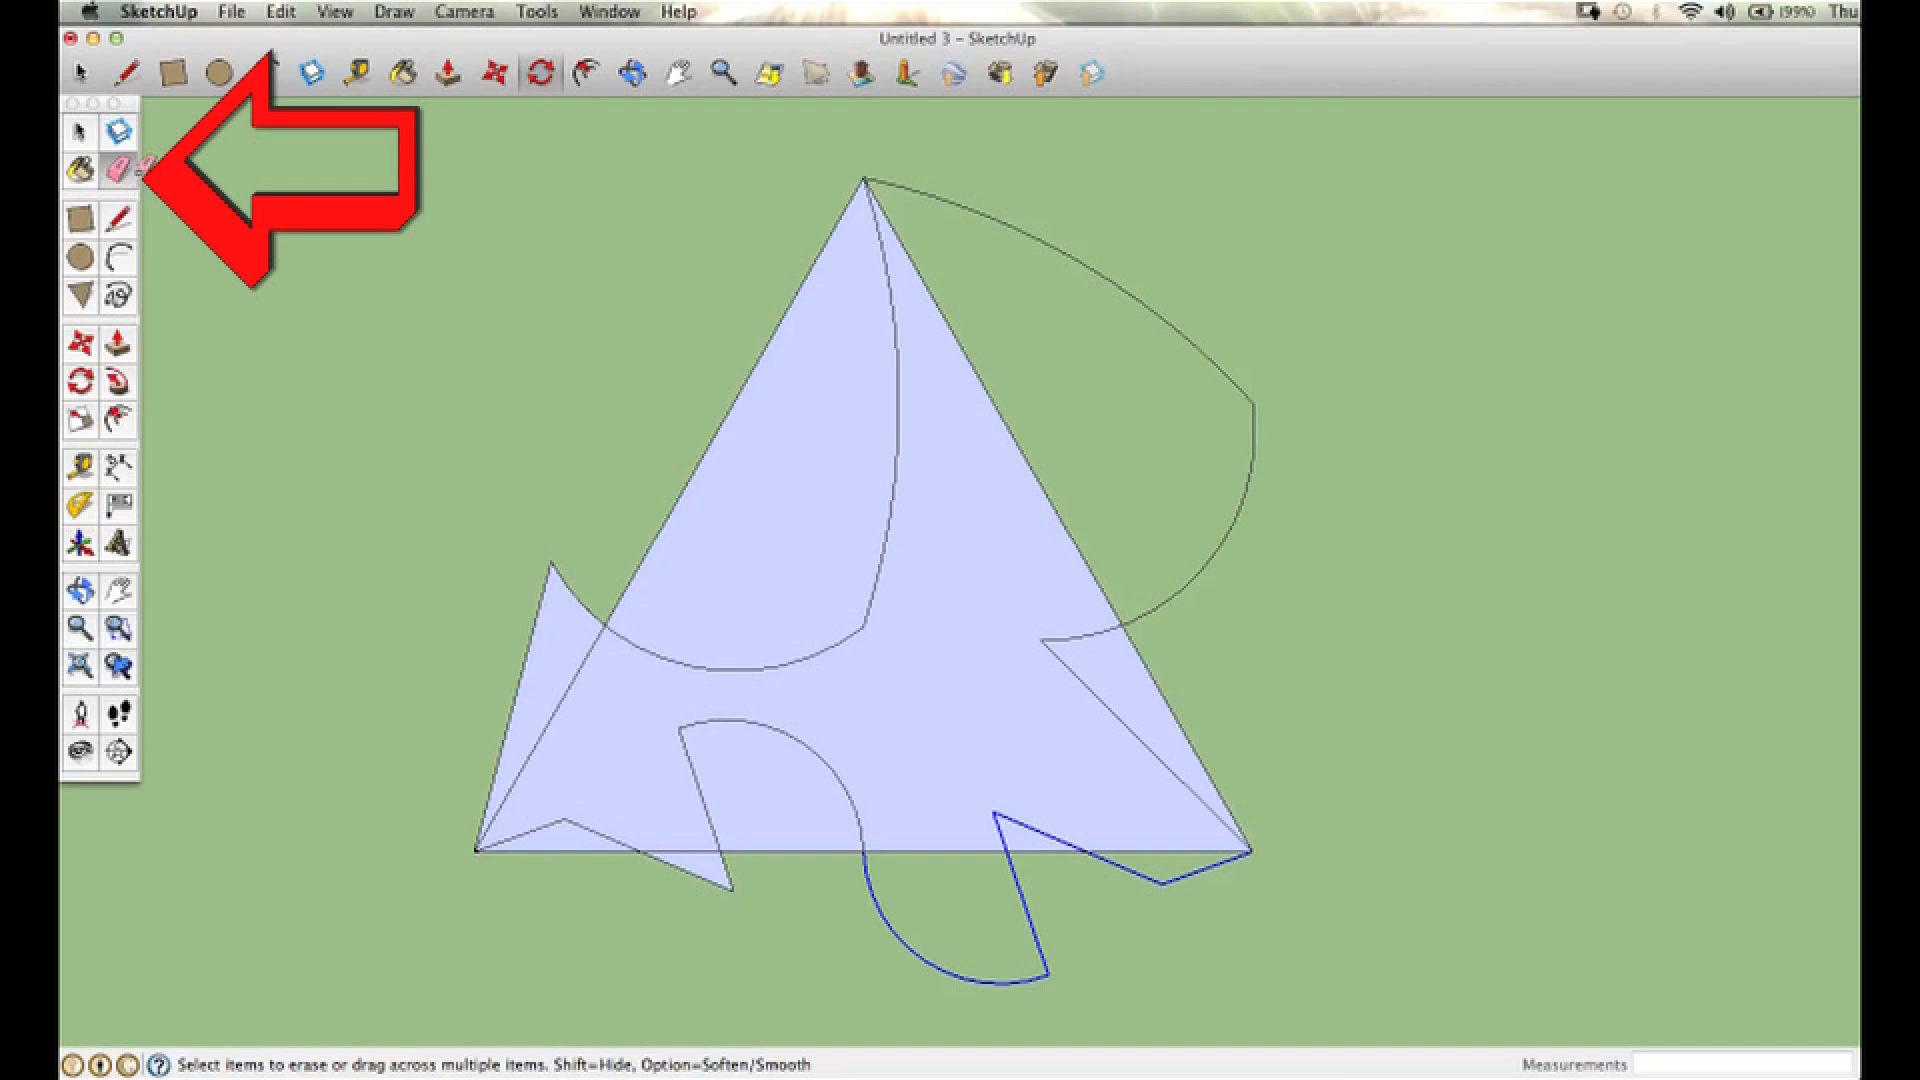 SketchUp File Edit View Draw Camera Tools Window Help (99%) Thu
Untitled 3 - SketchUp
Select items to erase or drag across multiple items. Shift=Hide, Option=Soften/Smooth Measurements